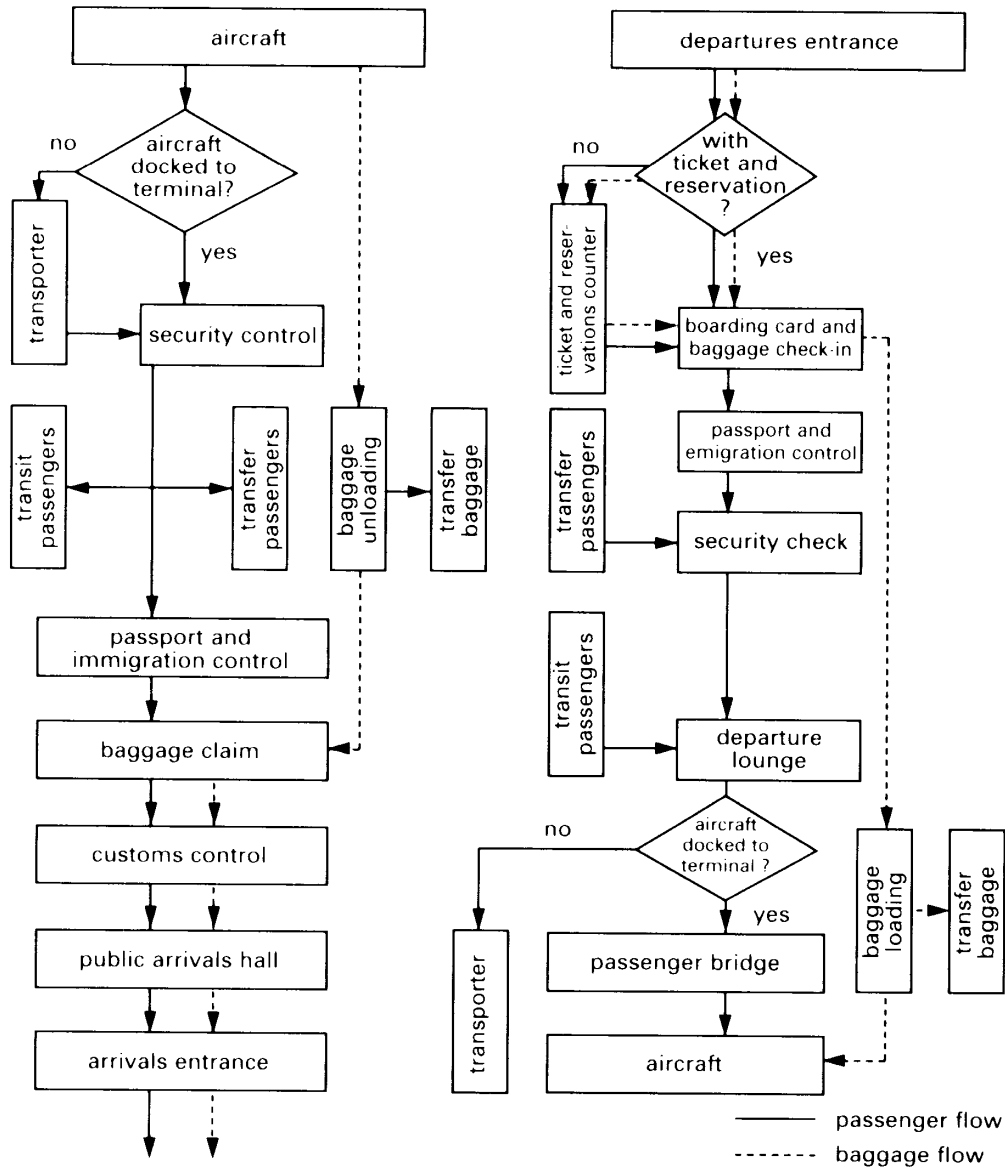 aircraft
no
aircraft
docked to
terminal?
yes
transporter
security control
transit
passengers
transfer
passengers
baggage
unloading
transfer
baggage
passport and
immigration control
baggage claim
customs control
public arrivals hall
arrivals entrance
departures entrance
no
with
ticket and
reservation
?
yes
ticket and reser-
vations counter
boarding card and
baggage check-in
passport and
emigration control
transfer
passengers
security check
transit
passengers
departure
lounge
no
aircraft
docked to
terminal ?
yes
transporter
passenger bridge
baggage
loading
transfer
baggage
aircraft
passenger flow
baggage flow